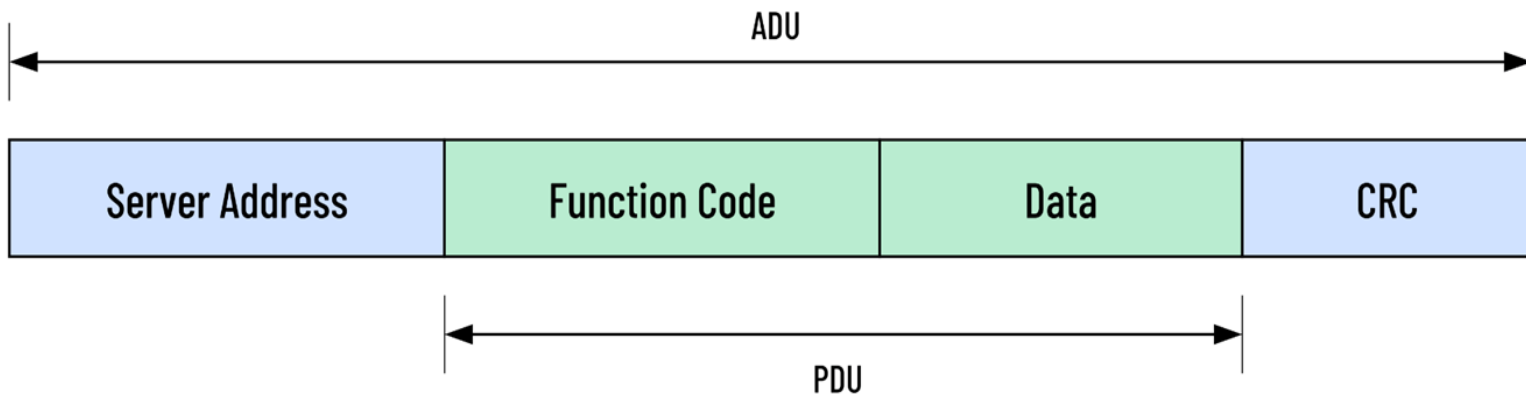 ADU
Server Address
Function Code
Data
CRC
PDU